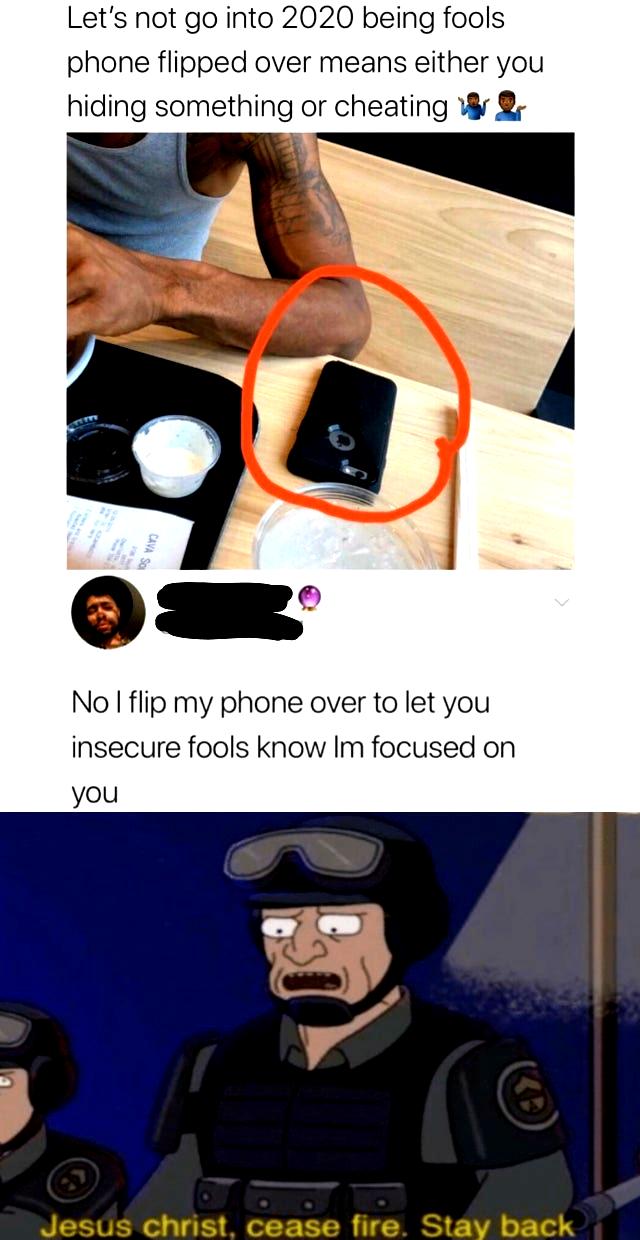 Let's not go into 2020 being fools
phone flipped over means either you
hiding something or cheating 🤷🏾‍♂️ 🤷🏾‍♂️
CAVA
No I flip my phone over to let you
insecure fools know Im focused on
you
Jesus christ, cease fire. Stay back